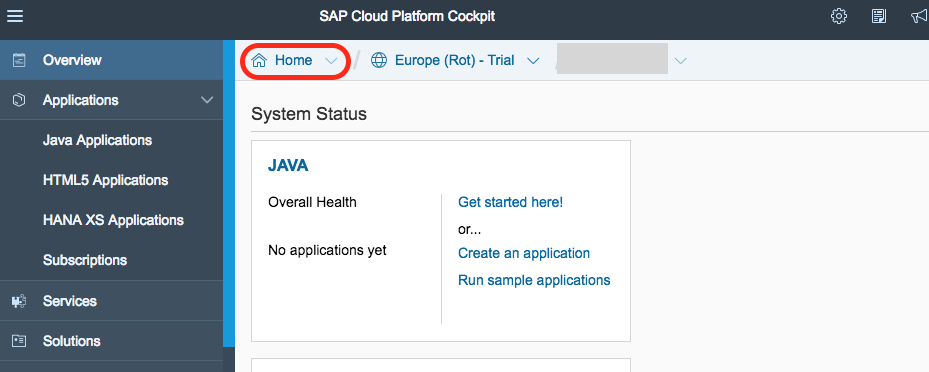 SAP Cloud Platform Cockpit
Overview
Home / Europe (Rot) - Trial /
Applications
Java Applications
HTML5 Applications
HANA XS Applications
Subscriptions
Services
Solutions
System Status
JAVA
Overall Health
No applications yet
Get started here!
or...
Create an application
Run sample applications